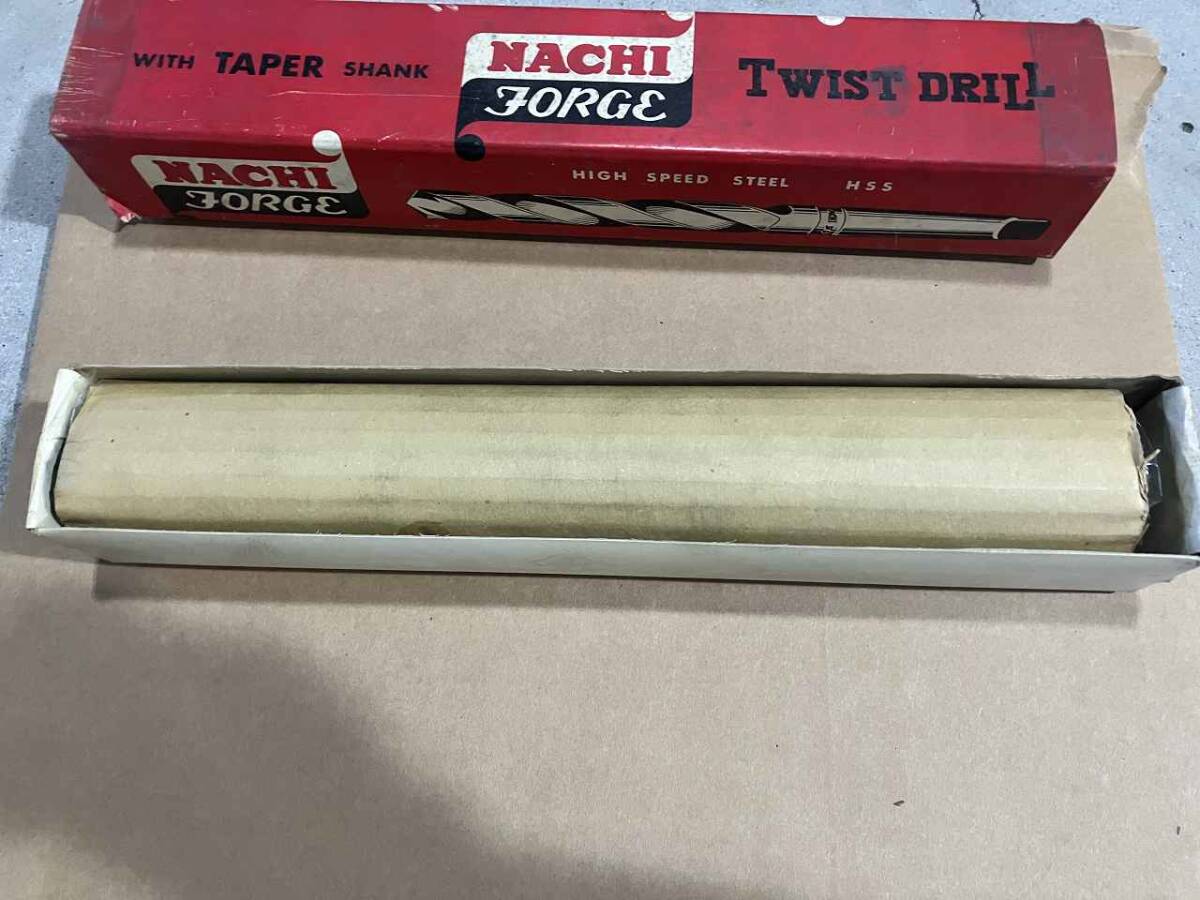 WITH TAPER SHANK
NACHI
FORGE
TWIST DRILL
NACHI
FORGE
HIGH SPEED STEEL HSS